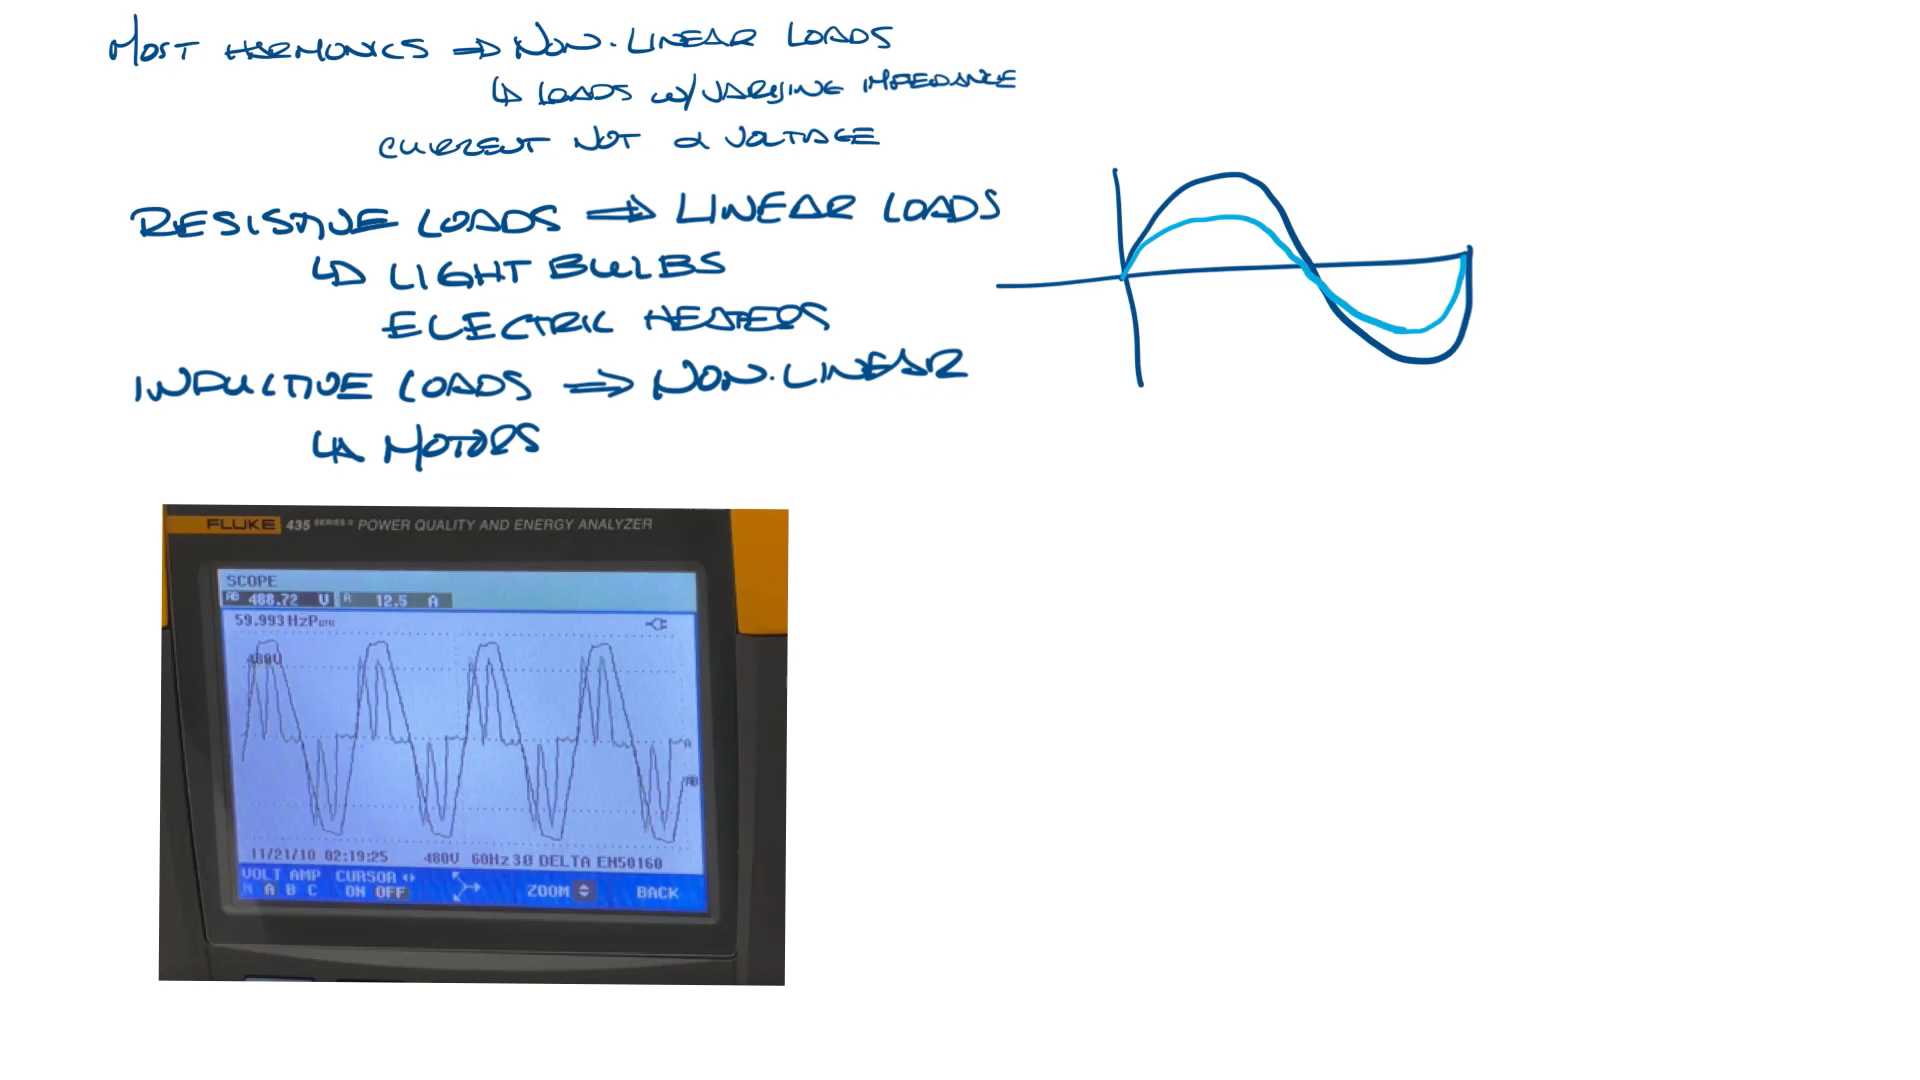 MOST HARMONICS ⇒ NON-LINEAR LOADS
↳ LOADS W/VARYING IMPEDANCE
CURRENT NOT α VOLTAGE
RESISTIVE LOADS ⇒ LINEAR LOADS
↳ LIGHT BULBS
ELECTRIC HEATERS
INDUCTIVE LOADS ⇒ NON-LINEAR
↳ MOTORS
FLUKE 435 SERIES II POWER QUALITY AND ENERGY ANALYZER
SCOPE
AB 488.72 V A 12.5 A
59.993Hz
480V
A
AB
11/21/10 02:19:25 480V 60Hz 3Ø DELTA EN50160
VOLT AMP CURSOR
N A B C ON OFF ZOOM BACK